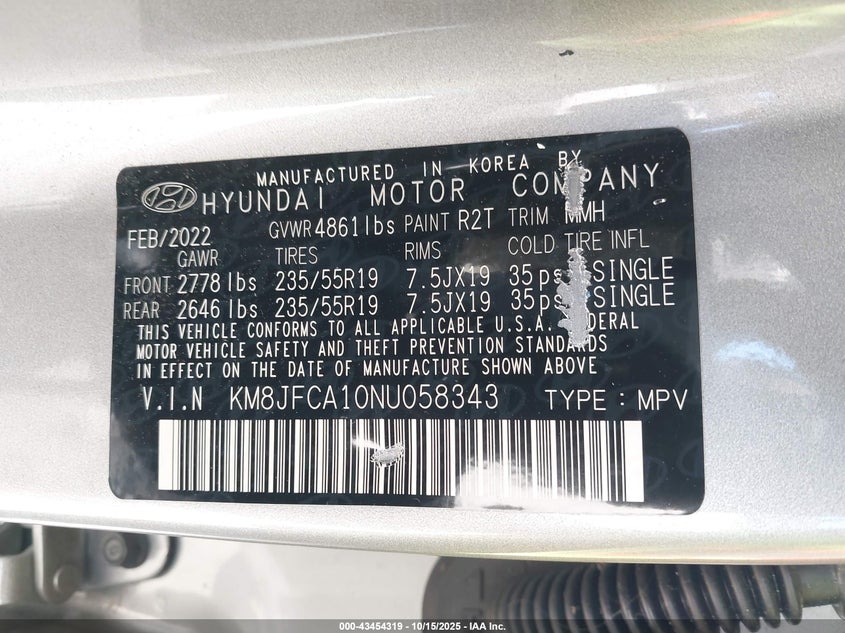 MANUFACTURED IN KOREA BY
HYUNDAI MOTOR COMPANY
FEB/2022 GVWR 4861 lbs PAINT R2T TRIM MMH
GAWR TIRES RIMS COLD TIRE INFL
FRONT 2778 lbs 235/55R19 7.5JX19 35psi SINGLE
REAR 2646 lbs 235/55R19 7.5JX19 35psi SINGLE
THIS VEHICLE CONFORMS TO ALL APPLICABLE U.S.A. FEDERAL
MOTOR VEHICLE SAFETY AND THEFT PREVENTION STANDARDS
IN EFFECT ON THE DATE OF MANUFACTURE SHOWN ABOVE
V.I.N KM8JFCA10NU058343 TYPE : MPV
000-43454319 - 10/15/2025 - IAA Inc.